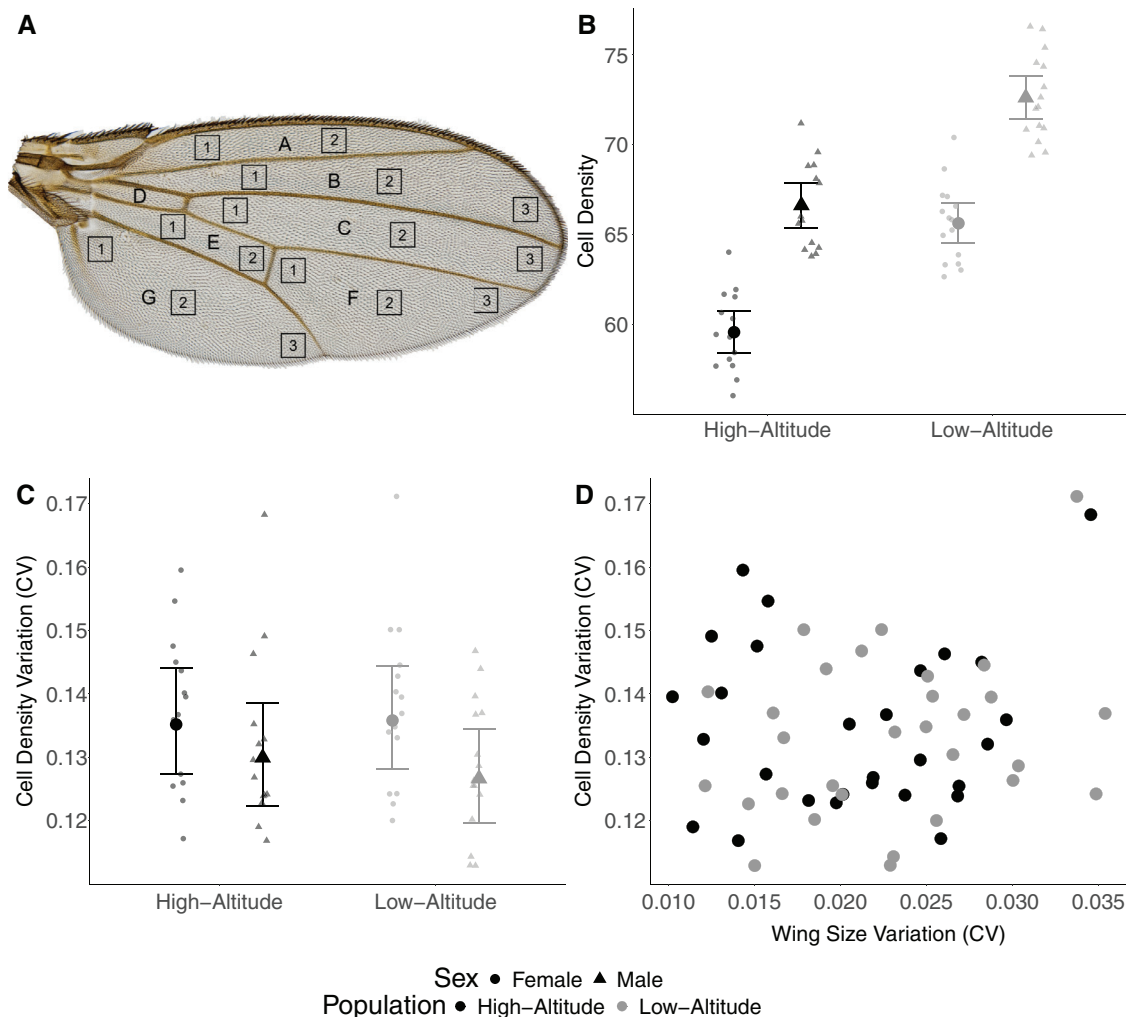 A
1
A
2
1
B
2
D
3
1
1
C
2
E
1
2
1
3
G
2
F
2
3
3
B
Cell Density
75
70
65
60
High−Altitude
Low−Altitude
C
Cell Density Variation (CV)
0.17
0.16
0.15
0.14
0.13
0.12
High−Altitude
Low−Altitude
D
Cell Density Variation (CV)
0.17
0.16
0.15
0.14
0.13
0.12
0.010 0.015 0.020 0.025 0.030 0.035
Wing Size Variation (CV)
Sex Female Male
Population High−Altitude Low−Altitude